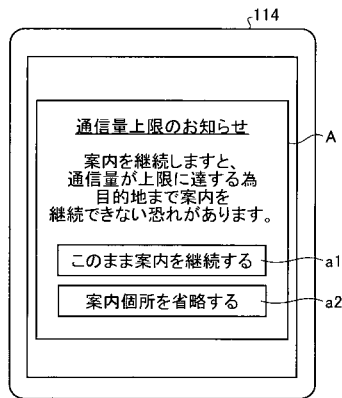 114
通信量上限のお知らせ
A
案内を継続しますと、
通信量が上限に達する為
目的地まで案内を
継続できない恐れがあります。
このまま案内を継続する
a1
案内個所を省略する
a2